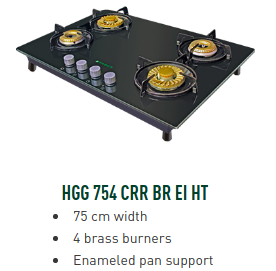 HGG 754 CRR BR EI HT
• 75 cm width
• 4 brass burners
• Enameled pan support